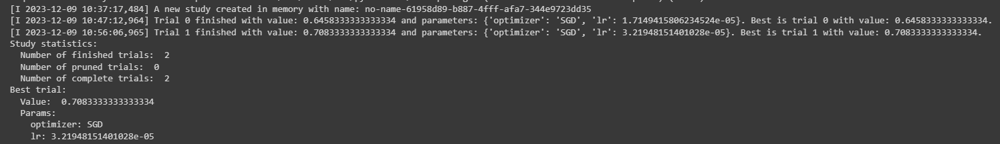 [I 2023-12-09 10:37:17,484] A new study created in memory with name: no-name-61958d89-b887-4fff-afa7-344e9723dd35
[I 2023-12-09 10:47:12,964] Trial 0 finished with value: 0.6458333333333334 and parameters: {'optimizer': 'SGD', 'lr': 1.7149415806234524e-05}. Best is trial 0 with value: 0.6458333333333334.
[I 2023-12-09 10:56:06,965] Trial 1 finished with value: 0.7083333333333334 and parameters: {'optimizer': 'SGD', 'lr': 3.21948151401028e-05}. Best is trial 1 with value: 0.7083333333333334.
Study statistics:
  Number of finished trials:  2
  Number of pruned trials:  0
  Number of complete trials:  2
Best trial:
  Value:  0.7083333333333334
  Params:
    optimizer: SGD
    lr: 3.21948151401028e-05